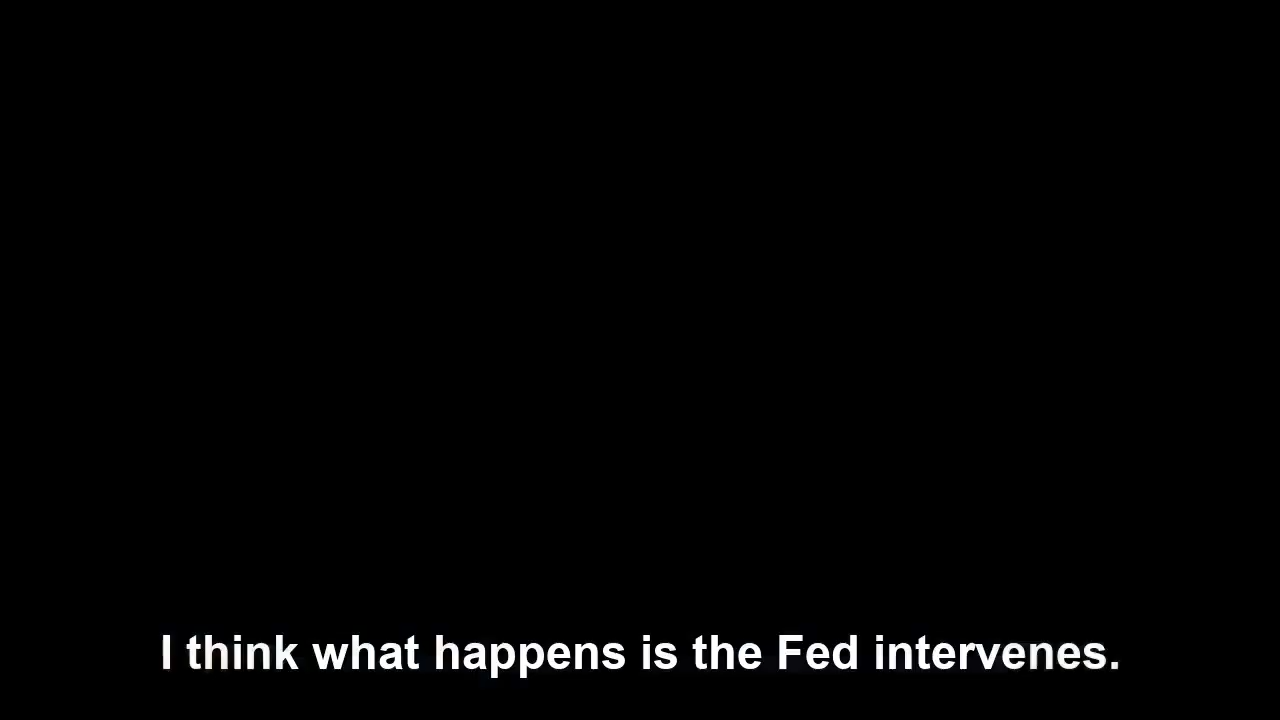 I think what happens is the Fed intervenes.